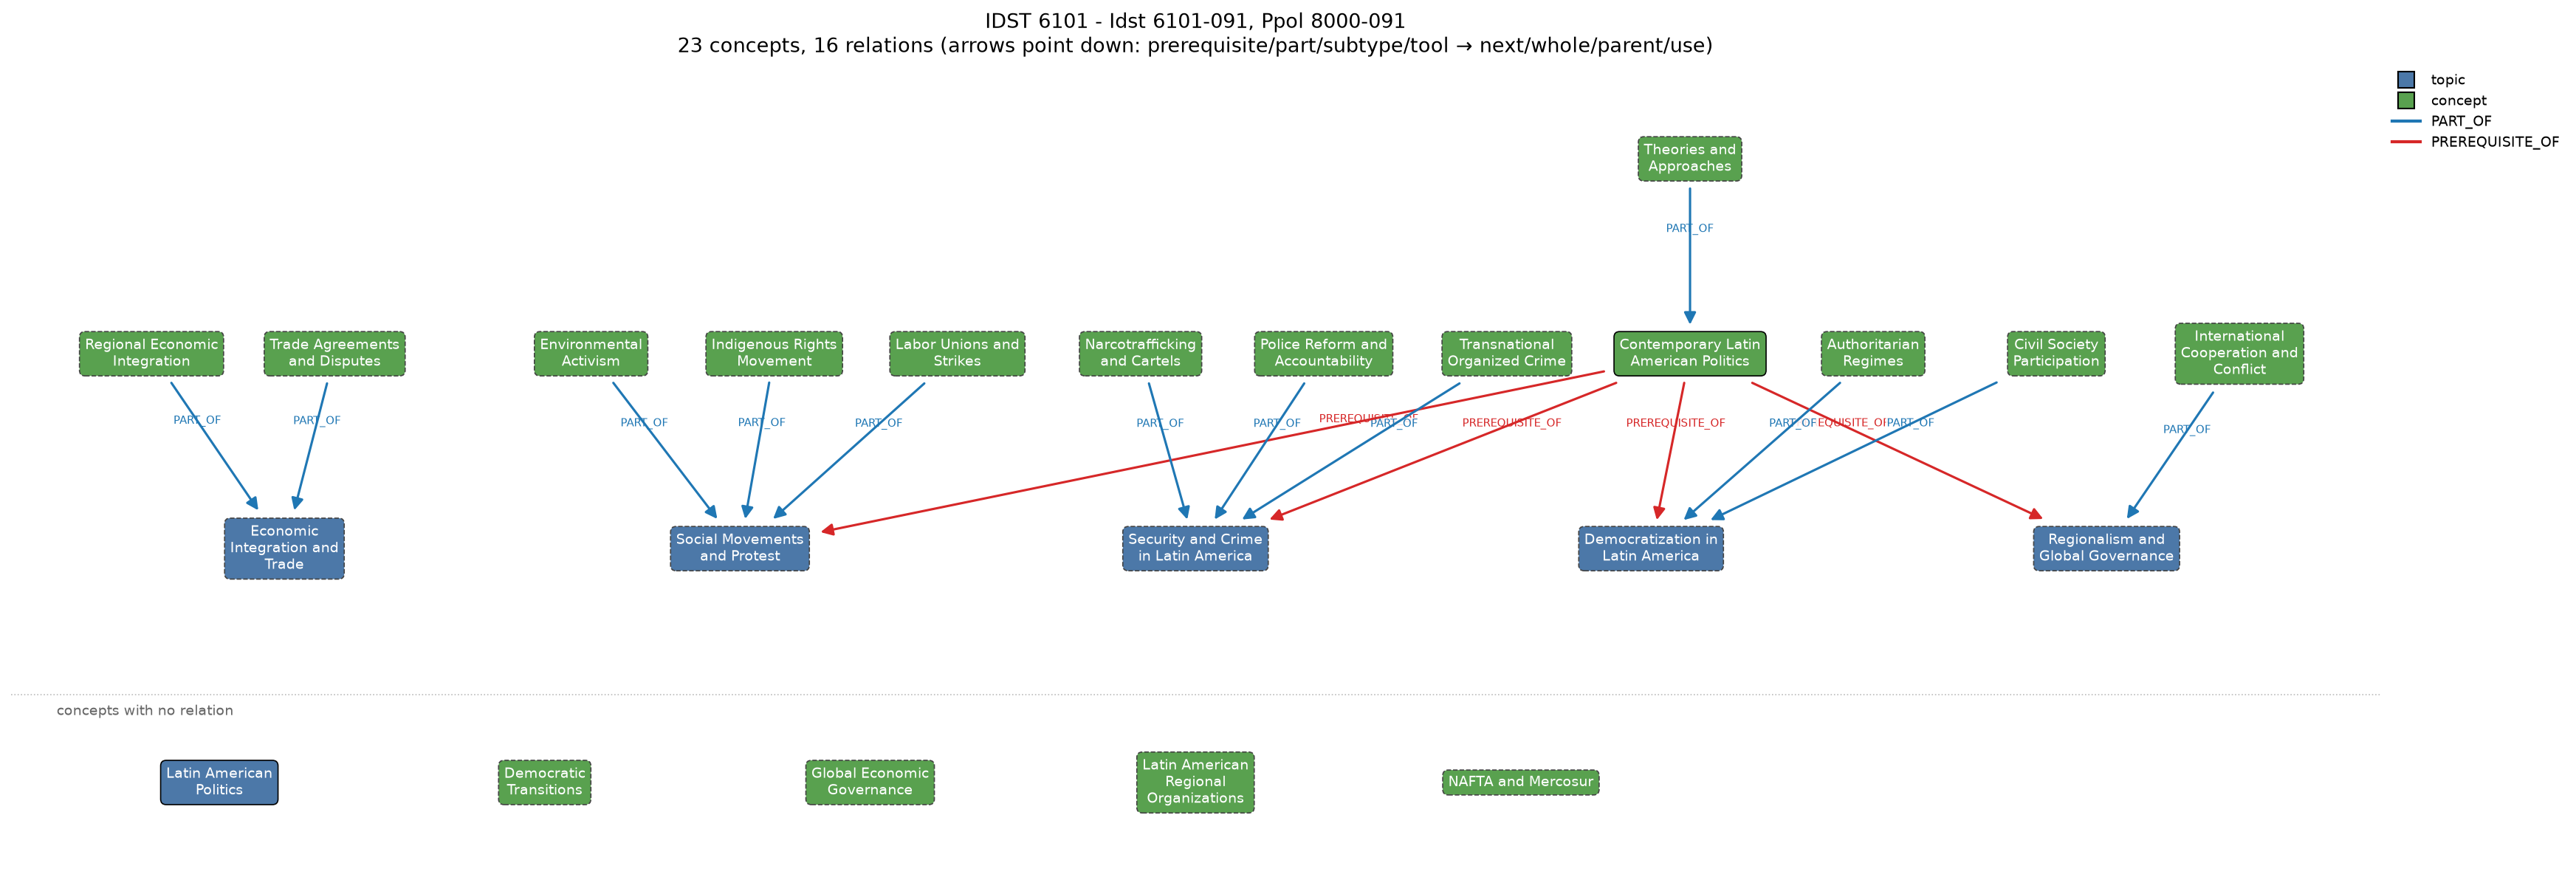 IDST 6101 - Idst 6101-091, Ppol 8000-091
23 concepts, 16 relations (arrows point down: prerequisite/part/subtype/tool → next/whole/parent/use)
topic
concept
PART_OF
PREREQUISITE_OF
Theories and
Approaches
PART_OF
Regional Economic
Integration
Trade Agreements
and Disputes
Environmental
Activism
Indigenous Rights
Movement
Labor Unions and
Strikes
Narcotrafficking
and Cartels
Police Reform and
Accountability
Transnational
Organized Crime
Contemporary Latin
American Politics
Authoritarian
Regimes
Civil Society
Participation
International
Cooperation and
Conflict
PART_OF
PART_OF
PART_OF
PART_OF
PART_OF
PART_OF
PART_OF
PREREQUISITE_OF
PART_OF
PREREQUISITE_OF
PREREQUISITE_OF
PART_OF
EQUISITE_OF
PART_OF
PART_OF
Economic
Integration and
Trade
Social Movements
and Protest
Security and Crime
in Latin America
Democratization in
Latin America
Regionalism and
Global Governance
concepts with no relation
Latin American
Politics
Democratic
Transitions
Global Economic
Governance
Latin American
Regional
Organizations
NAFTA and Mercosur